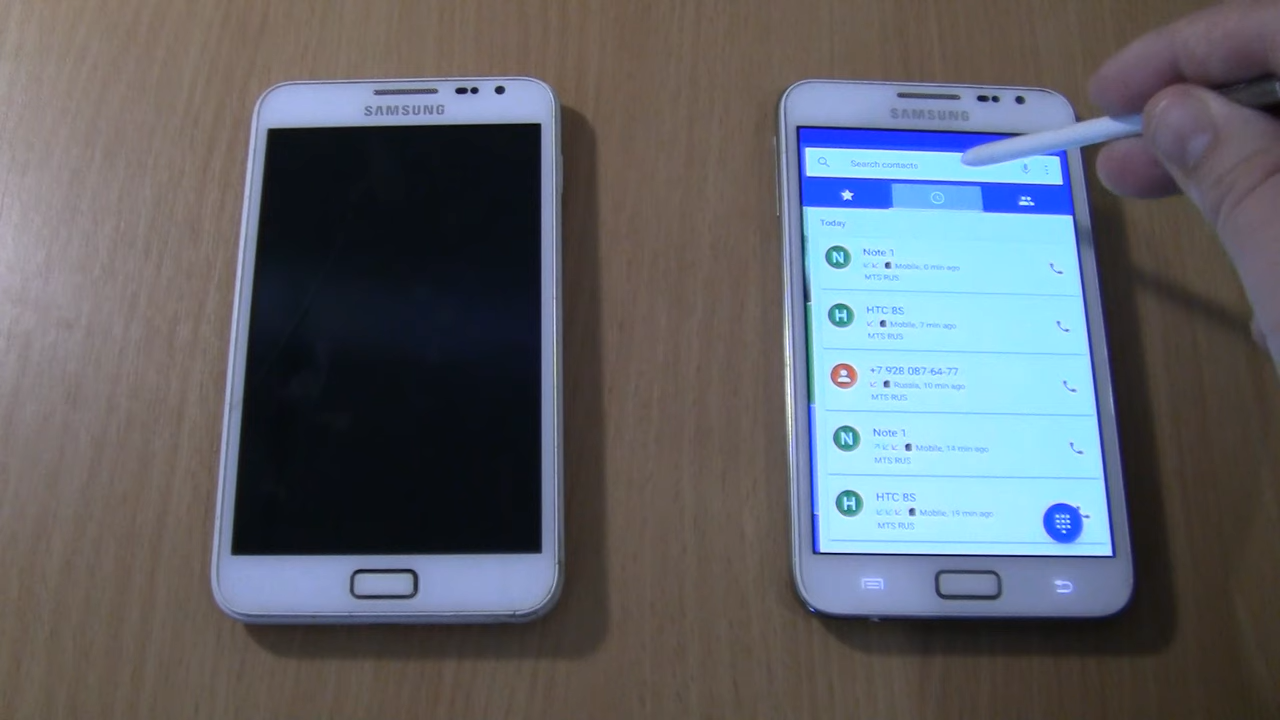 SAMSUNG
SAMSUNG
Search contacts
Today
N
Note 1
Mobile, 0 min ago
MTS RUS
H
HTC 8S
Mobile, 7 min ago
MTS RUS
+7 928 087-64-77
Russia, 10 min ago
MTS RUS
N
Note 1
Mobile, 14 min ago
MTS RUS
H
HTC 8S
Mobile, 19 min ago
MTS RUS